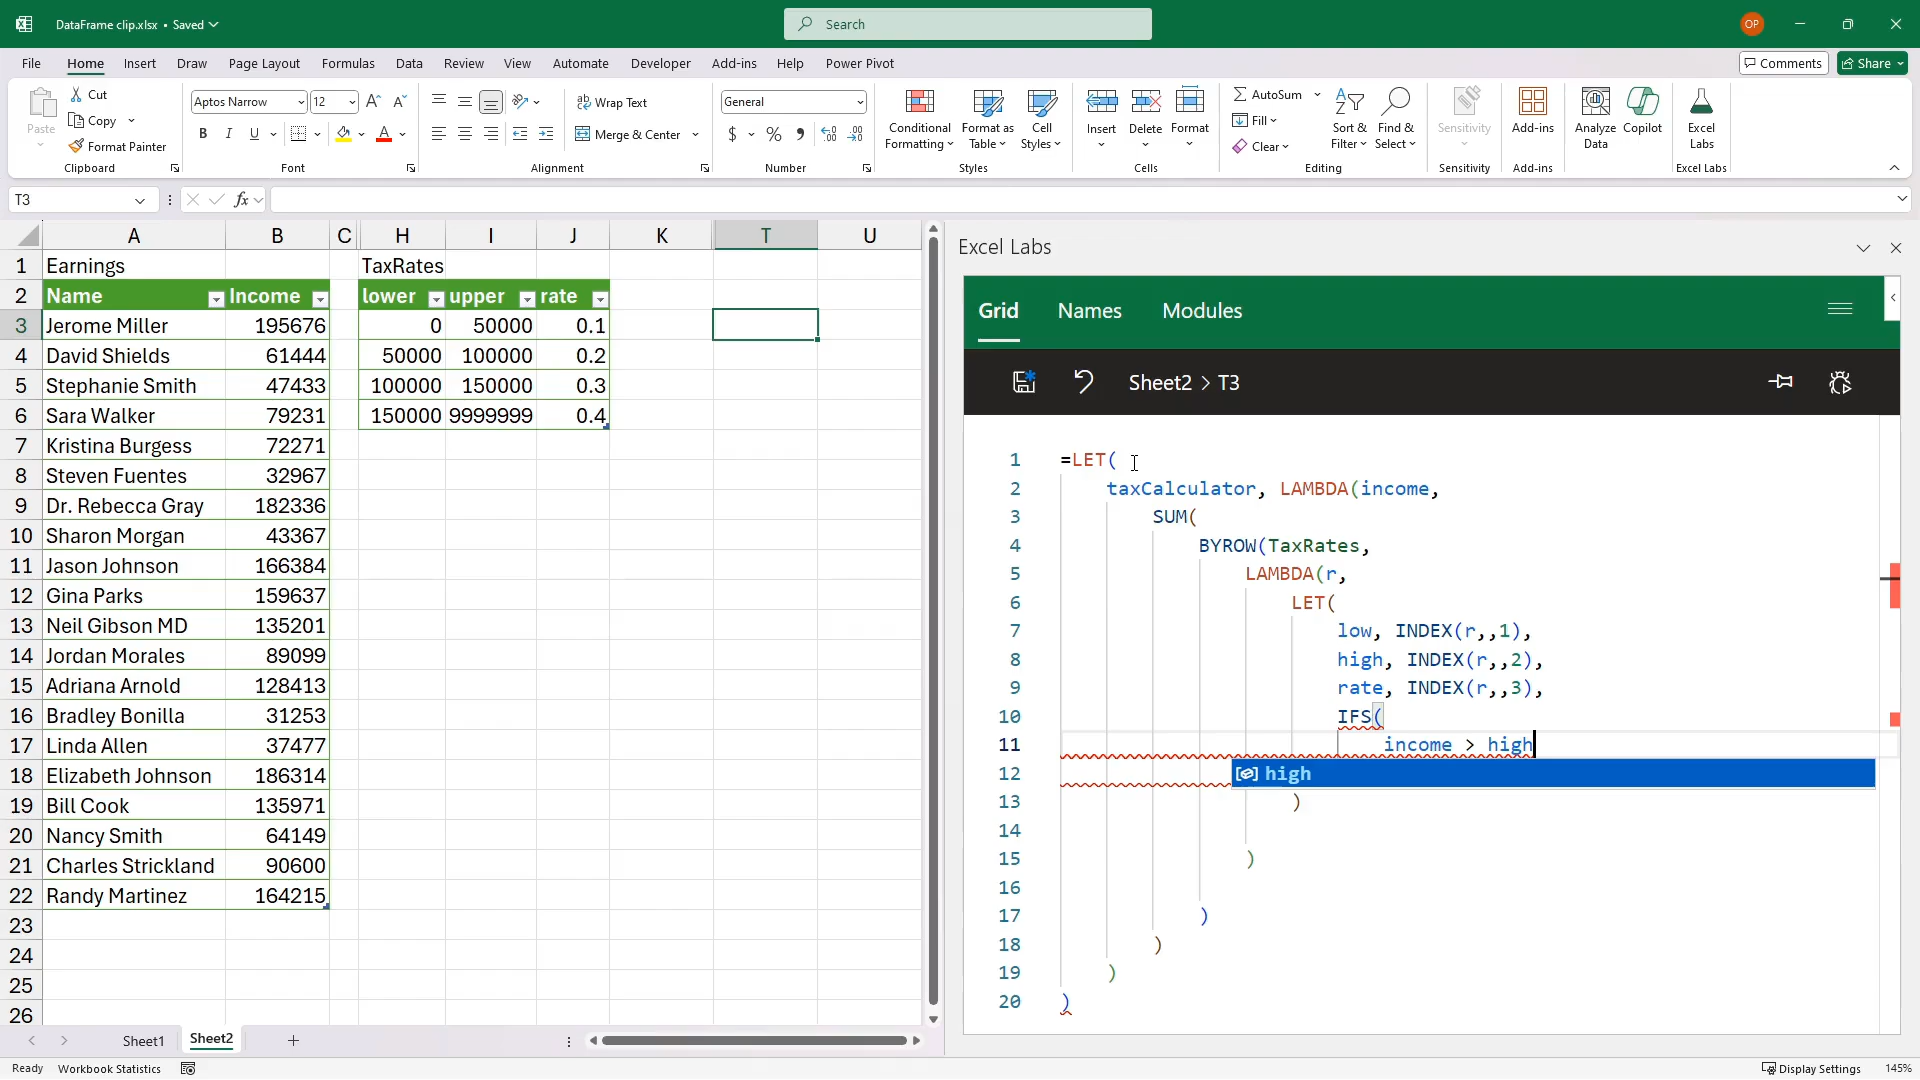 DataFrame clip.xlsx • Saved
Search
OP
File Home Insert Draw Page Layout Formulas Data Review View Automate Developer Add-ins Help Power Pivot
Comments
Share
Paste
Cut
Copy
Format Painter
Clipboard
Aptos Narrow
12
A A
B I U
A
Font
ab Wrap Text
Merge & Center
Alignment
General
$ % ,
Number
Conditional Formatting
Format as Table
Cell Styles
Styles
Insert
Delete
Format
Cells
AutoSum
Fill
Clear
Sort & Filter
Find & Select
Editing
Sensitivity
Sensitivity
Add-ins
Add-ins
Analyze Data
Copilot
Excel Labs
Excel Labs
T3
fx
A B C H I J K T U
1 Earnings TaxRates
2 Name Income lower upper rate
3 Jerome Miller 195676 0 50000 0.1
4 David Shields 61444 50000 100000 0.2
5 Stephanie Smith 47433 100000 150000 0.3
6 Sara Walker 79231 150000 9999999 0.4
7 Kristina Burgess 72271
8 Steven Fuentes 32967
9 Dr. Rebecca Gray 182336
10 Sharon Morgan 43367
11 Jason Johnson 166384
12 Gina Parks 159637
13 Neil Gibson MD 135201
14 Jordan Morales 89099
15 Adriana Arnold 128413
16 Bradley Bonilla 31253
17 Linda Allen 37477
18 Elizabeth Johnson 186314
19 Bill Cook 135971
20 Nancy Smith 64149
21 Charles Strickland 90600
22 Randy Martinez 164215
23
24
25
26
Sheet1 Sheet2
Ready Workbook Statistics
Excel Labs
Grid Names Modules
Sheet2 > T3
1 =LET(
2 taxCalculator, LAMBDA(income,
3 SUM(
4 BYROW(TaxRates,
5 LAMBDA(r,
6 LET(
7 low, INDEX(r,,1),
8 high, INDEX(r,,2),
9 rate, INDEX(r,,3),
10 IFS(
11 income > high
12 high
13 )
14
15 )
16
17 )
18 )
19 )
20 )
Display Settings 145%